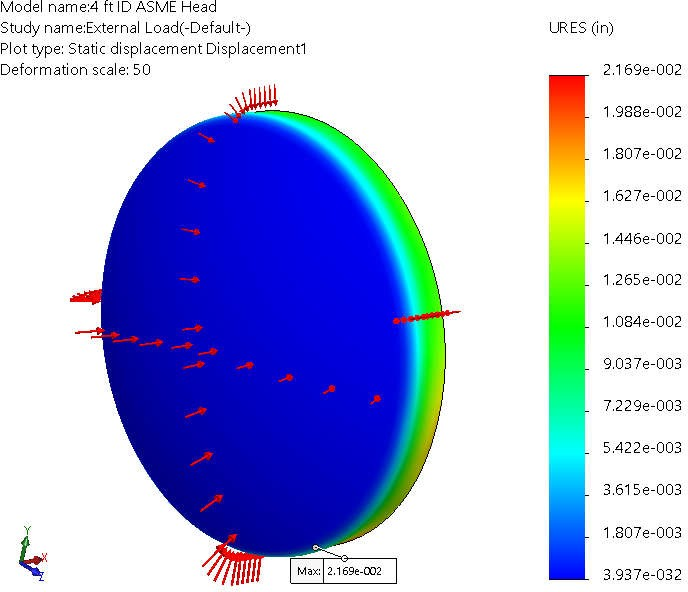 Model name:4 ft ID ASME Head
Study name:External Load(-Default-)
Plot type: Static displacement Displacement1
Deformation scale: 50
URES (in)
2.169e-002
1.988e-002
1.807e-002
1.627e-002
1.446e-002
1.265e-002
1.084e-002
9.037e-003
7.229e-003
5.422e-003
3.615e-003
1.807e-003
3.937e-032
Max: 2.169e-002
Y
X
Z